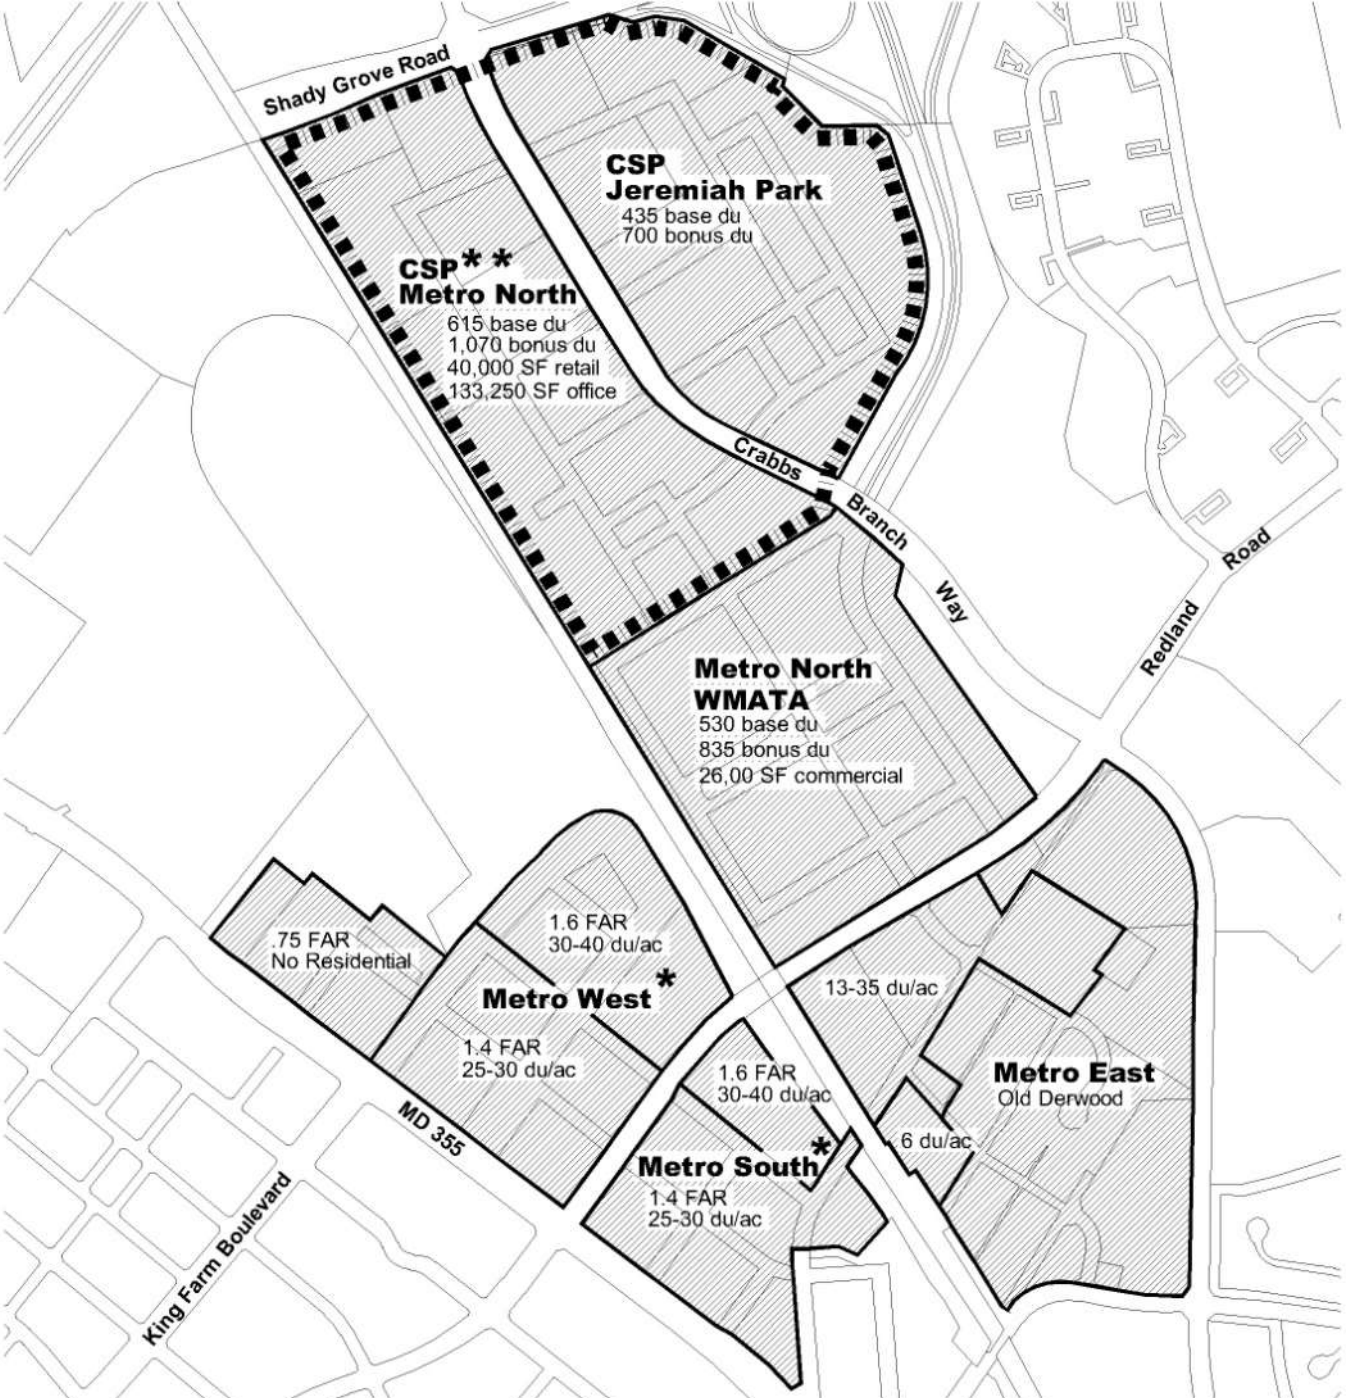 Shady Grove Road
CSP
Jeremiah Park
435 base du
700 bonus du
CSP**
Metro North
615 base du
1,070 bonus du
40,000 SF retail
133,250 SF office
Crabbs
Branch
Way
Redland
Road
Metro North
WMATA
530 base du
835 bonus du
26,00 SF commercial
.75 FAR
No Residential
1.6 FAR
30-40 du/ac
Metro West*
1.4 FAR
25-30 du/ac
13-35 du/ac
Metro East
Old Derwood
1.6 FAR
30-40 du/ac
6 du/ac
Metro South*
1.4 FAR
25-30 du/ac
MD 355
King Farm Boulevard